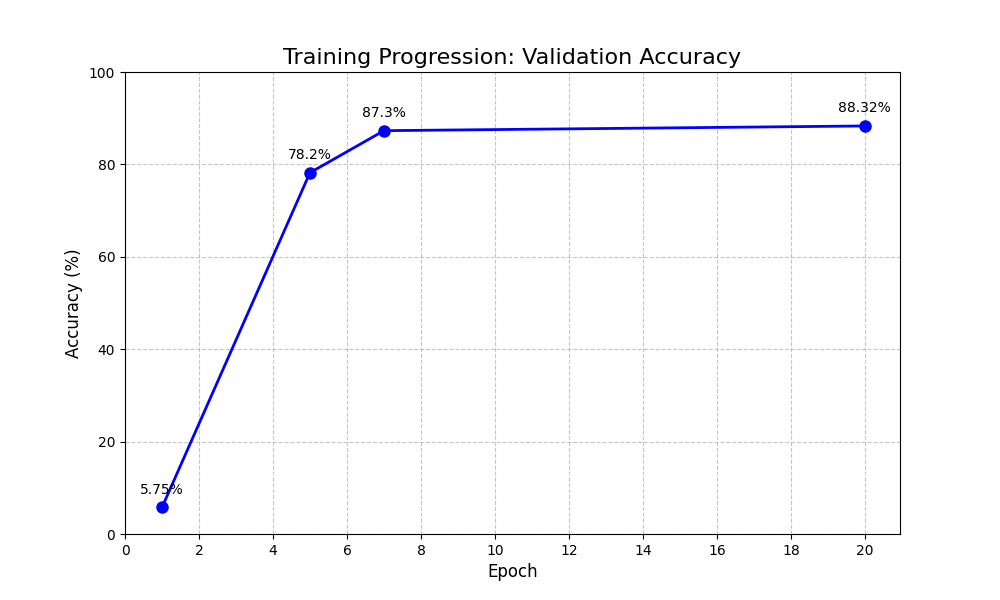 Training Progression: Validation Accuracy
100
80
60
40
20
0
Accuracy (%)
5.75%
78.2%
87.3%
88.32%
0 2 4 6 8 10 12 14 16 18 20
Epoch